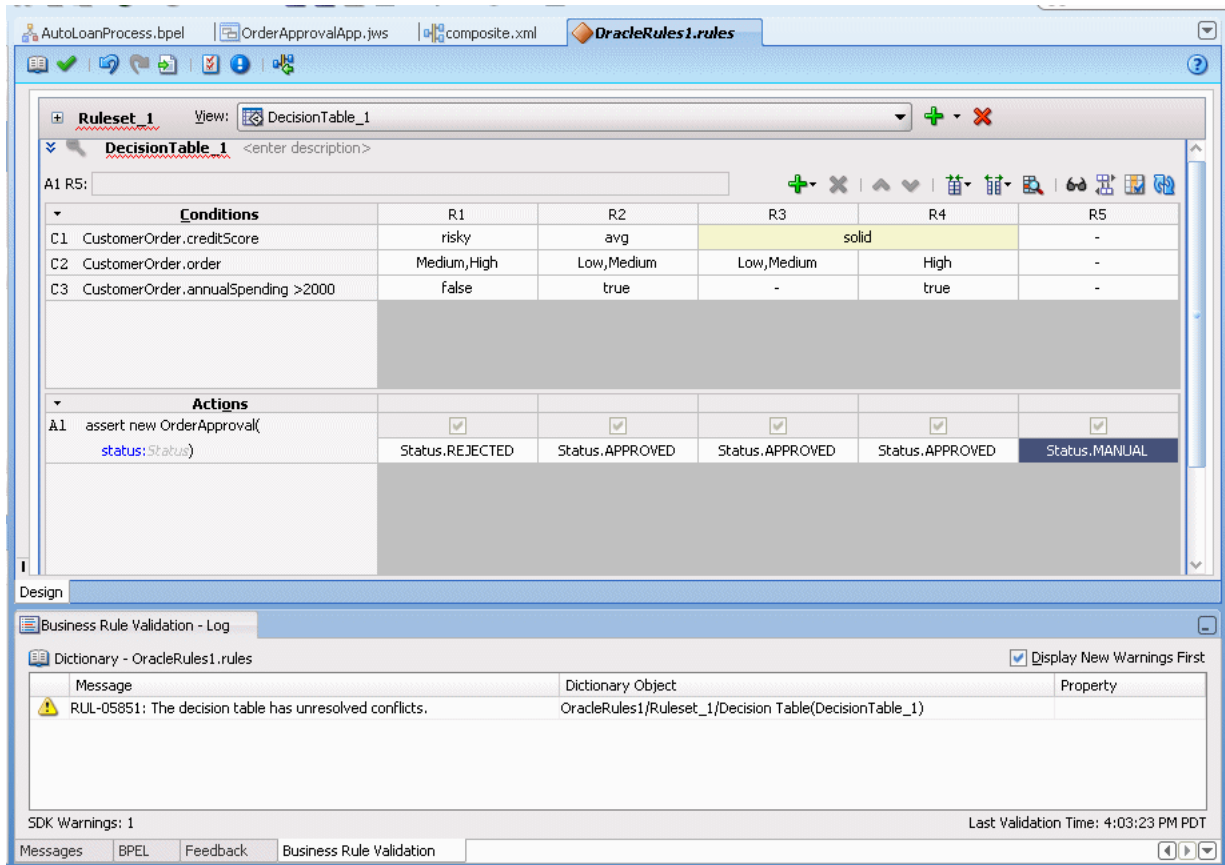 AutoLoanProcess.bpel OrderApprovalApp.jws composite.xml OracleRules1.rules
Ruleset_1 View: DecisionTable_1
DecisionTable_1 <enter description>
A1 R5:
Conditions R1 R2 R3 R4 R5
C1 CustomerOrder.creditScore risky avg solid -
C2 CustomerOrder.order Medium,High Low,Medium Low,Medium High -
C3 CustomerOrder.annualSpending >2000 false true - true -
Actions
A1 assert new OrderApproval(
status:Status) Status.REJECTED Status.APPROVED Status.APPROVED Status.APPROVED Status.MANUAL
Design
Business Rule Validation - Log
Dictionary - OracleRules1.rules Display New Warnings First
Message Dictionary Object Property
RUL-05851: The decision table has unresolved conflicts. OracleRules1/Ruleset_1/Decision Table(DecisionTable_1)
SDK Warnings: 1 Last Validation Time: 4:03:23 PM PDT
Messages BPEL Feedback Business Rule Validation